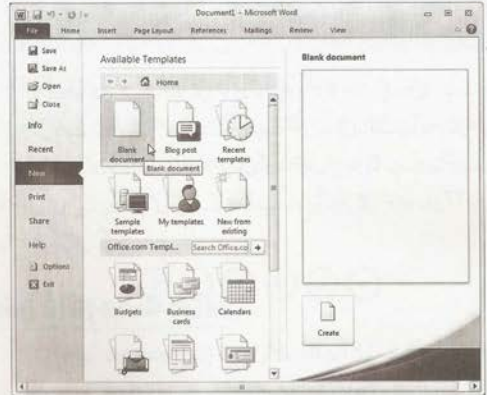 Document1 - Microsoft Word
File Home Insert Page Layout References Mailings Review View
Save
Save As
Open
Close
Info
Recent
New
Print
Share
Help
Options
Exit
Available Templates
Home
Blank document
Blog post
Recent templates
Blank document
Sample templates
My templates
New from existing
Office.com Templ... Search Office.co
Budgets
Business cards
Calendars
Blank document
Create